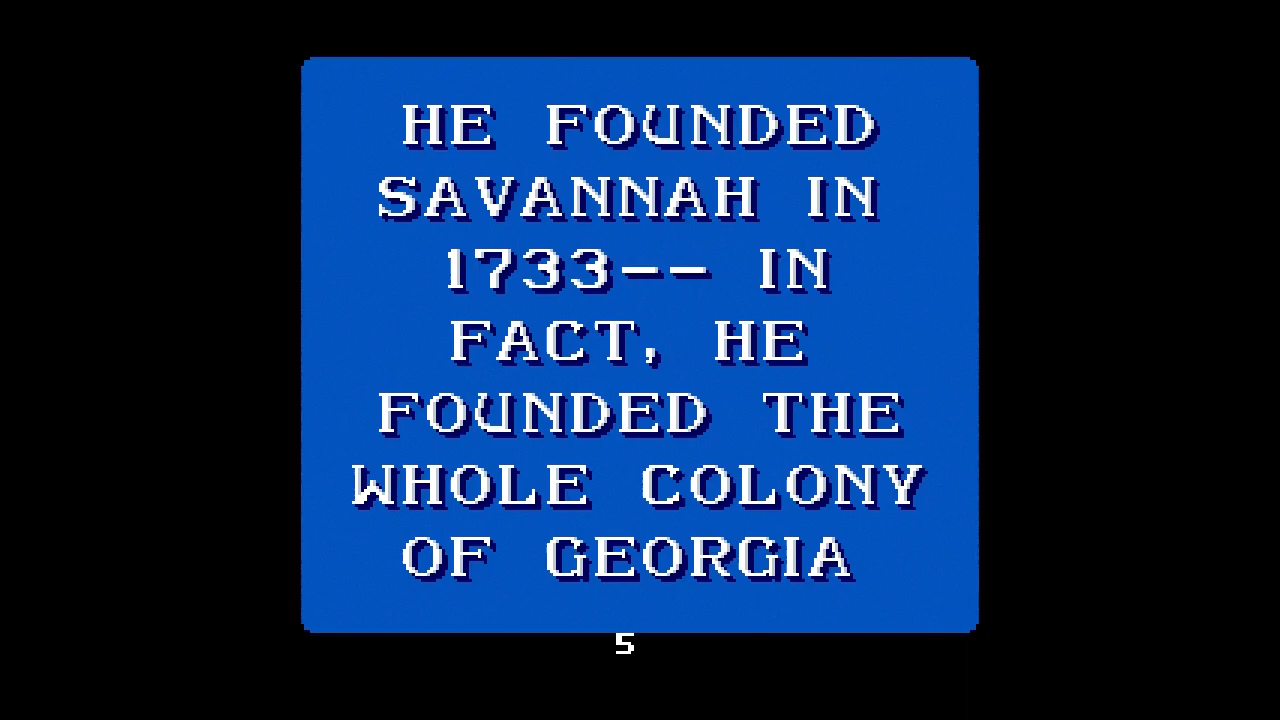 HE FOUNDED
SAVANNAH IN
1733-- IN
FACT, HE
FOUNDED THE
WHOLE COLONY
OF GEORGIA
5